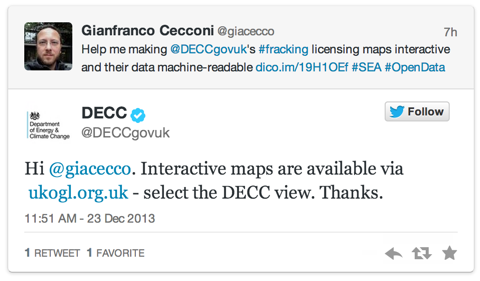 Gianfranco Cecconi @giacecco 7h
Help me making @DECCgovuk's #fracking licensing maps interactive
and their data machine-readable dico.im/19H1OEf #SEA #OpenData
DECC
@DECCgovuk
Department
of Energy &
Climate Change
Follow
Hi @giacecco. Interactive maps are available via
ukogl.org.uk - select the DECC view. Thanks.
11:51 AM - 23 Dec 2013
1 RETWEET 1 FAVORITE